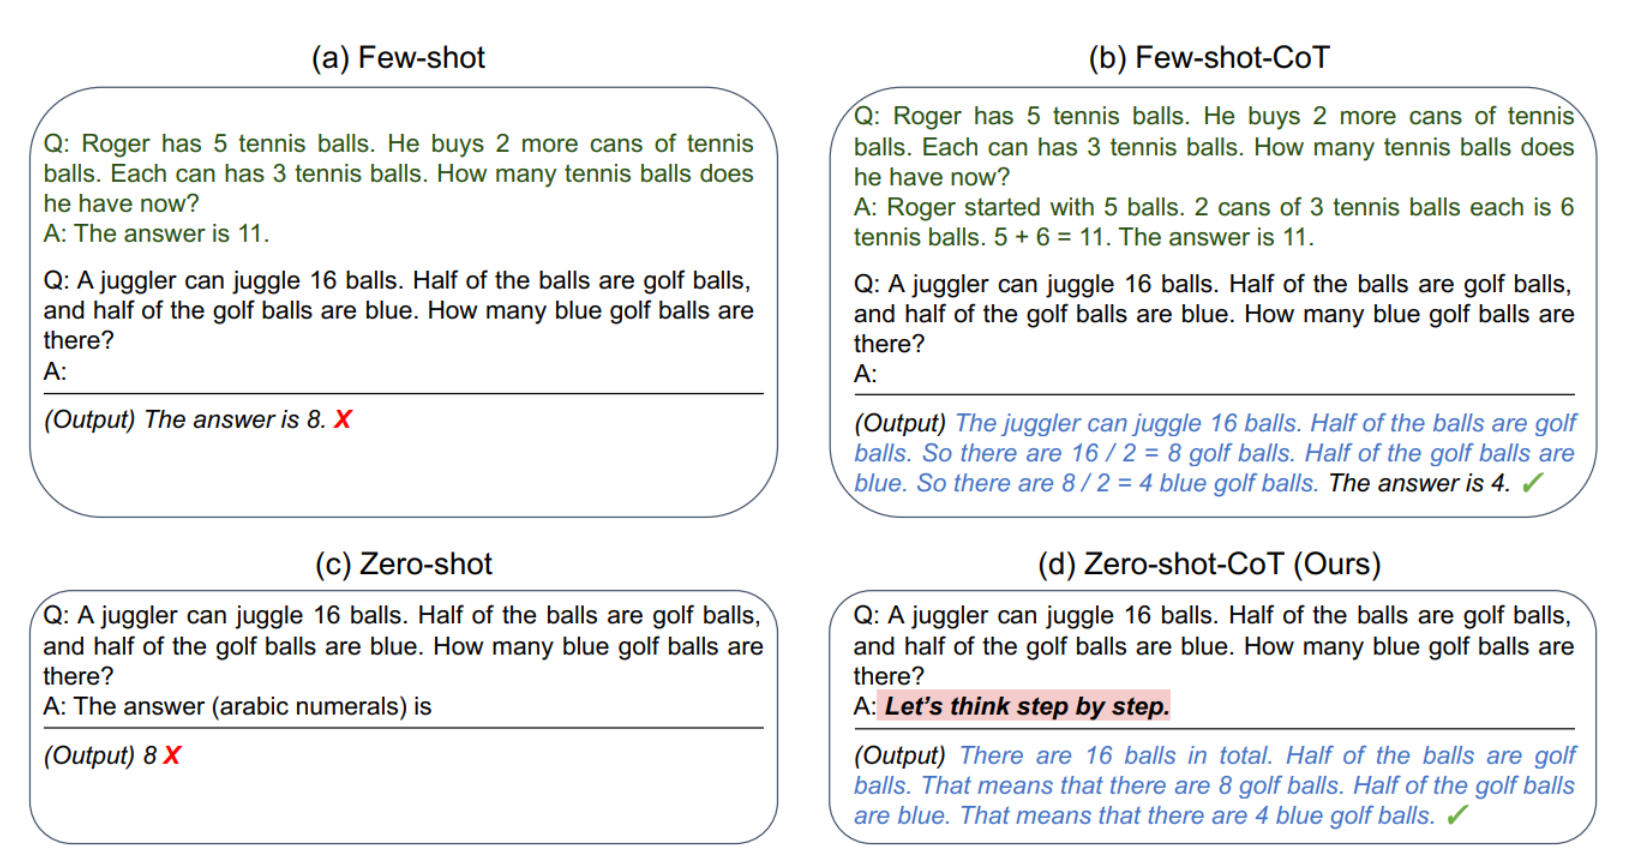 (a) Few-shot
Q: Roger has 5 tennis balls. He buys 2 more cans of tennis
balls. Each can has 3 tennis balls. How many tennis balls does
he have now?
A: The answer is 11.
Q: A juggler can juggle 16 balls. Half of the balls are golf balls,
and half of the golf balls are blue. How many blue golf balls are
there?
A:
(Output) The answer is 8. X
(b) Few-shot-CoT
Q: Roger has 5 tennis balls. He buys 2 more cans of tennis
balls. Each can has 3 tennis balls. How many tennis balls does
he have now?
A: Roger started with 5 balls. 2 cans of 3 tennis balls each is 6
tennis balls. 5 + 6 = 11. The answer is 11.
Q: A juggler can juggle 16 balls. Half of the balls are golf balls,
and half of the golf balls are blue. How many blue golf balls are
there?
A:
(Output) The juggler can juggle 16 balls. Half of the balls are golf
balls. So there are 16 / 2 = 8 golf balls. Half of the golf balls are
blue. So there are 8 / 2 = 4 blue golf balls. The answer is 4. ✓
(c) Zero-shot
Q: A juggler can juggle 16 balls. Half of the balls are golf balls,
and half of the golf balls are blue. How many blue golf balls are
there?
A: The answer (arabic numerals) is
(Output) 8 X
(d) Zero-shot-CoT (Ours)
Q: A juggler can juggle 16 balls. Half of the balls are golf balls,
and half of the golf balls are blue. How many blue golf balls are
there?
A: Let's think step by step.
(Output) There are 16 balls in total. Half of the balls are golf
balls. That means that there are 8 golf balls. Half of the golf balls
are blue. That means that there are 4 blue golf balls. ✓